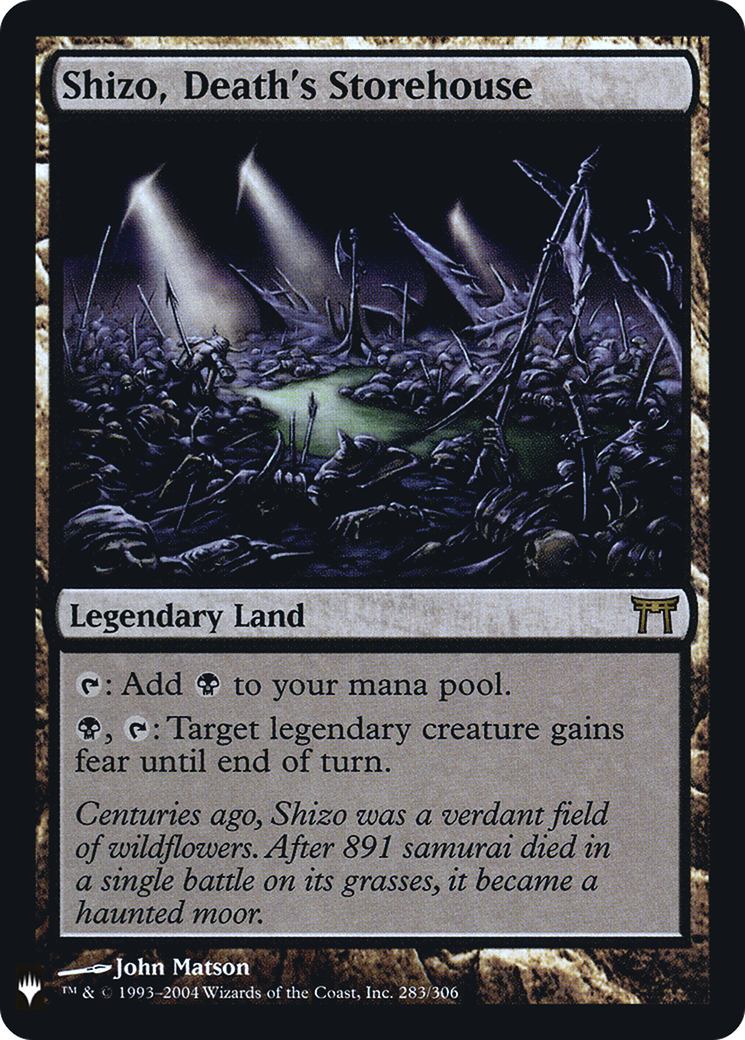 Shizo, Death's Storehouse
Legendary Land
: Add to your mana pool.
, : Target legendary creature gains
fear until end of turn.
Centuries ago, Shizo was a verdant field
of wildflowers. After 891 samurai died in
a single battle on its grasses, it became a
haunted moor.
John Matson
™ & © 1993–2004 Wizards of the Coast, Inc. 283/306